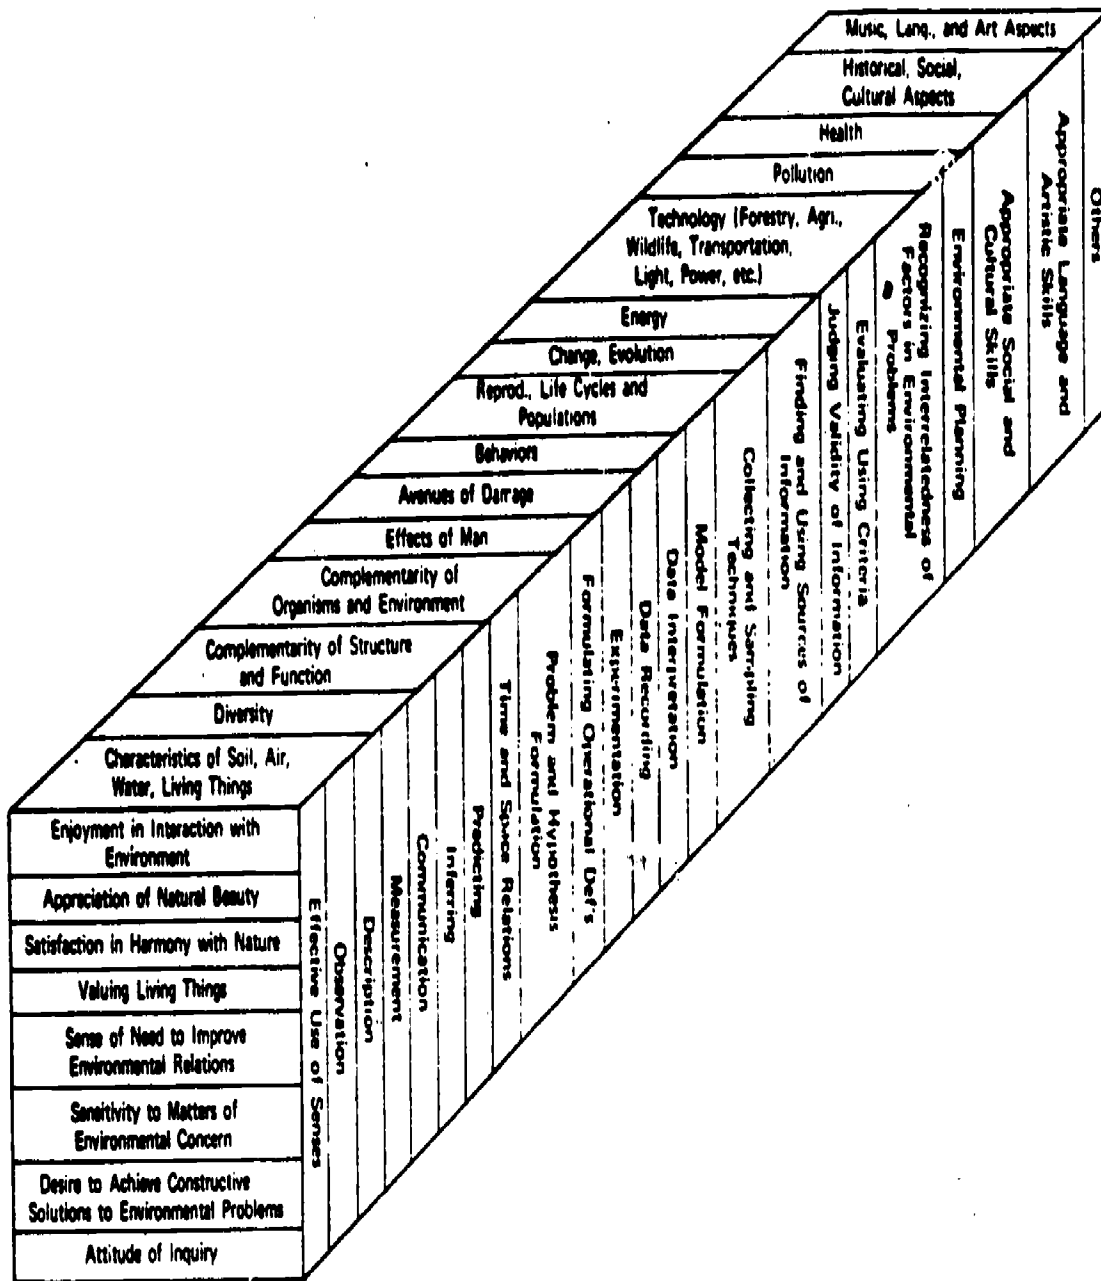 Music, Lang., and Art Aspects
Historical, Social,
Cultural Aspects
Health
Pollution
Technology (Forestry, Agri.,
Wildlife, Transportation,
Light, Power, etc.)
Energy
Change, Evolution
Reprod., Life Cycles and
Populations
Behaviors
Avenues of Damage
Effects of Man
Complementarity of
Organisms and Environment
Complementarity of Structure
and Function
Diversity
Characteristics of Soil, Air,
Water, Living Things
Enjoyment in Interaction with
Environment
Appreciation of Natural Beauty
Satisfaction in Harmony with Nature
Valuing Living Things
Sense of Need to Improve
Environmental Relations
Sensitivity to Matters of
Environmental Concern
Desire to Achieve Constructive
Solutions to Environmental Problems
Attitude of Inquiry
Effective Use of Senses
Observation
Description
Measurement
Communication
Inferring
Predicting
Time and Space Relations
Problem and Hypothesis
Formulation
Formulating Operational Def's
Experimentation
Data Recording
Data Interpretation
Model Formulation
Collecting and Sampling
Techniques
Finding and Using Sources of
Information
Judging Validity of Information
Evaluating Using Criteria
Recognizing Interrelatedness of
Factors in Environmental
Problems
Environmental Planning
Appropriate Social and
Cultural Skills
Appropriate Language and
Artistic Skills
Others